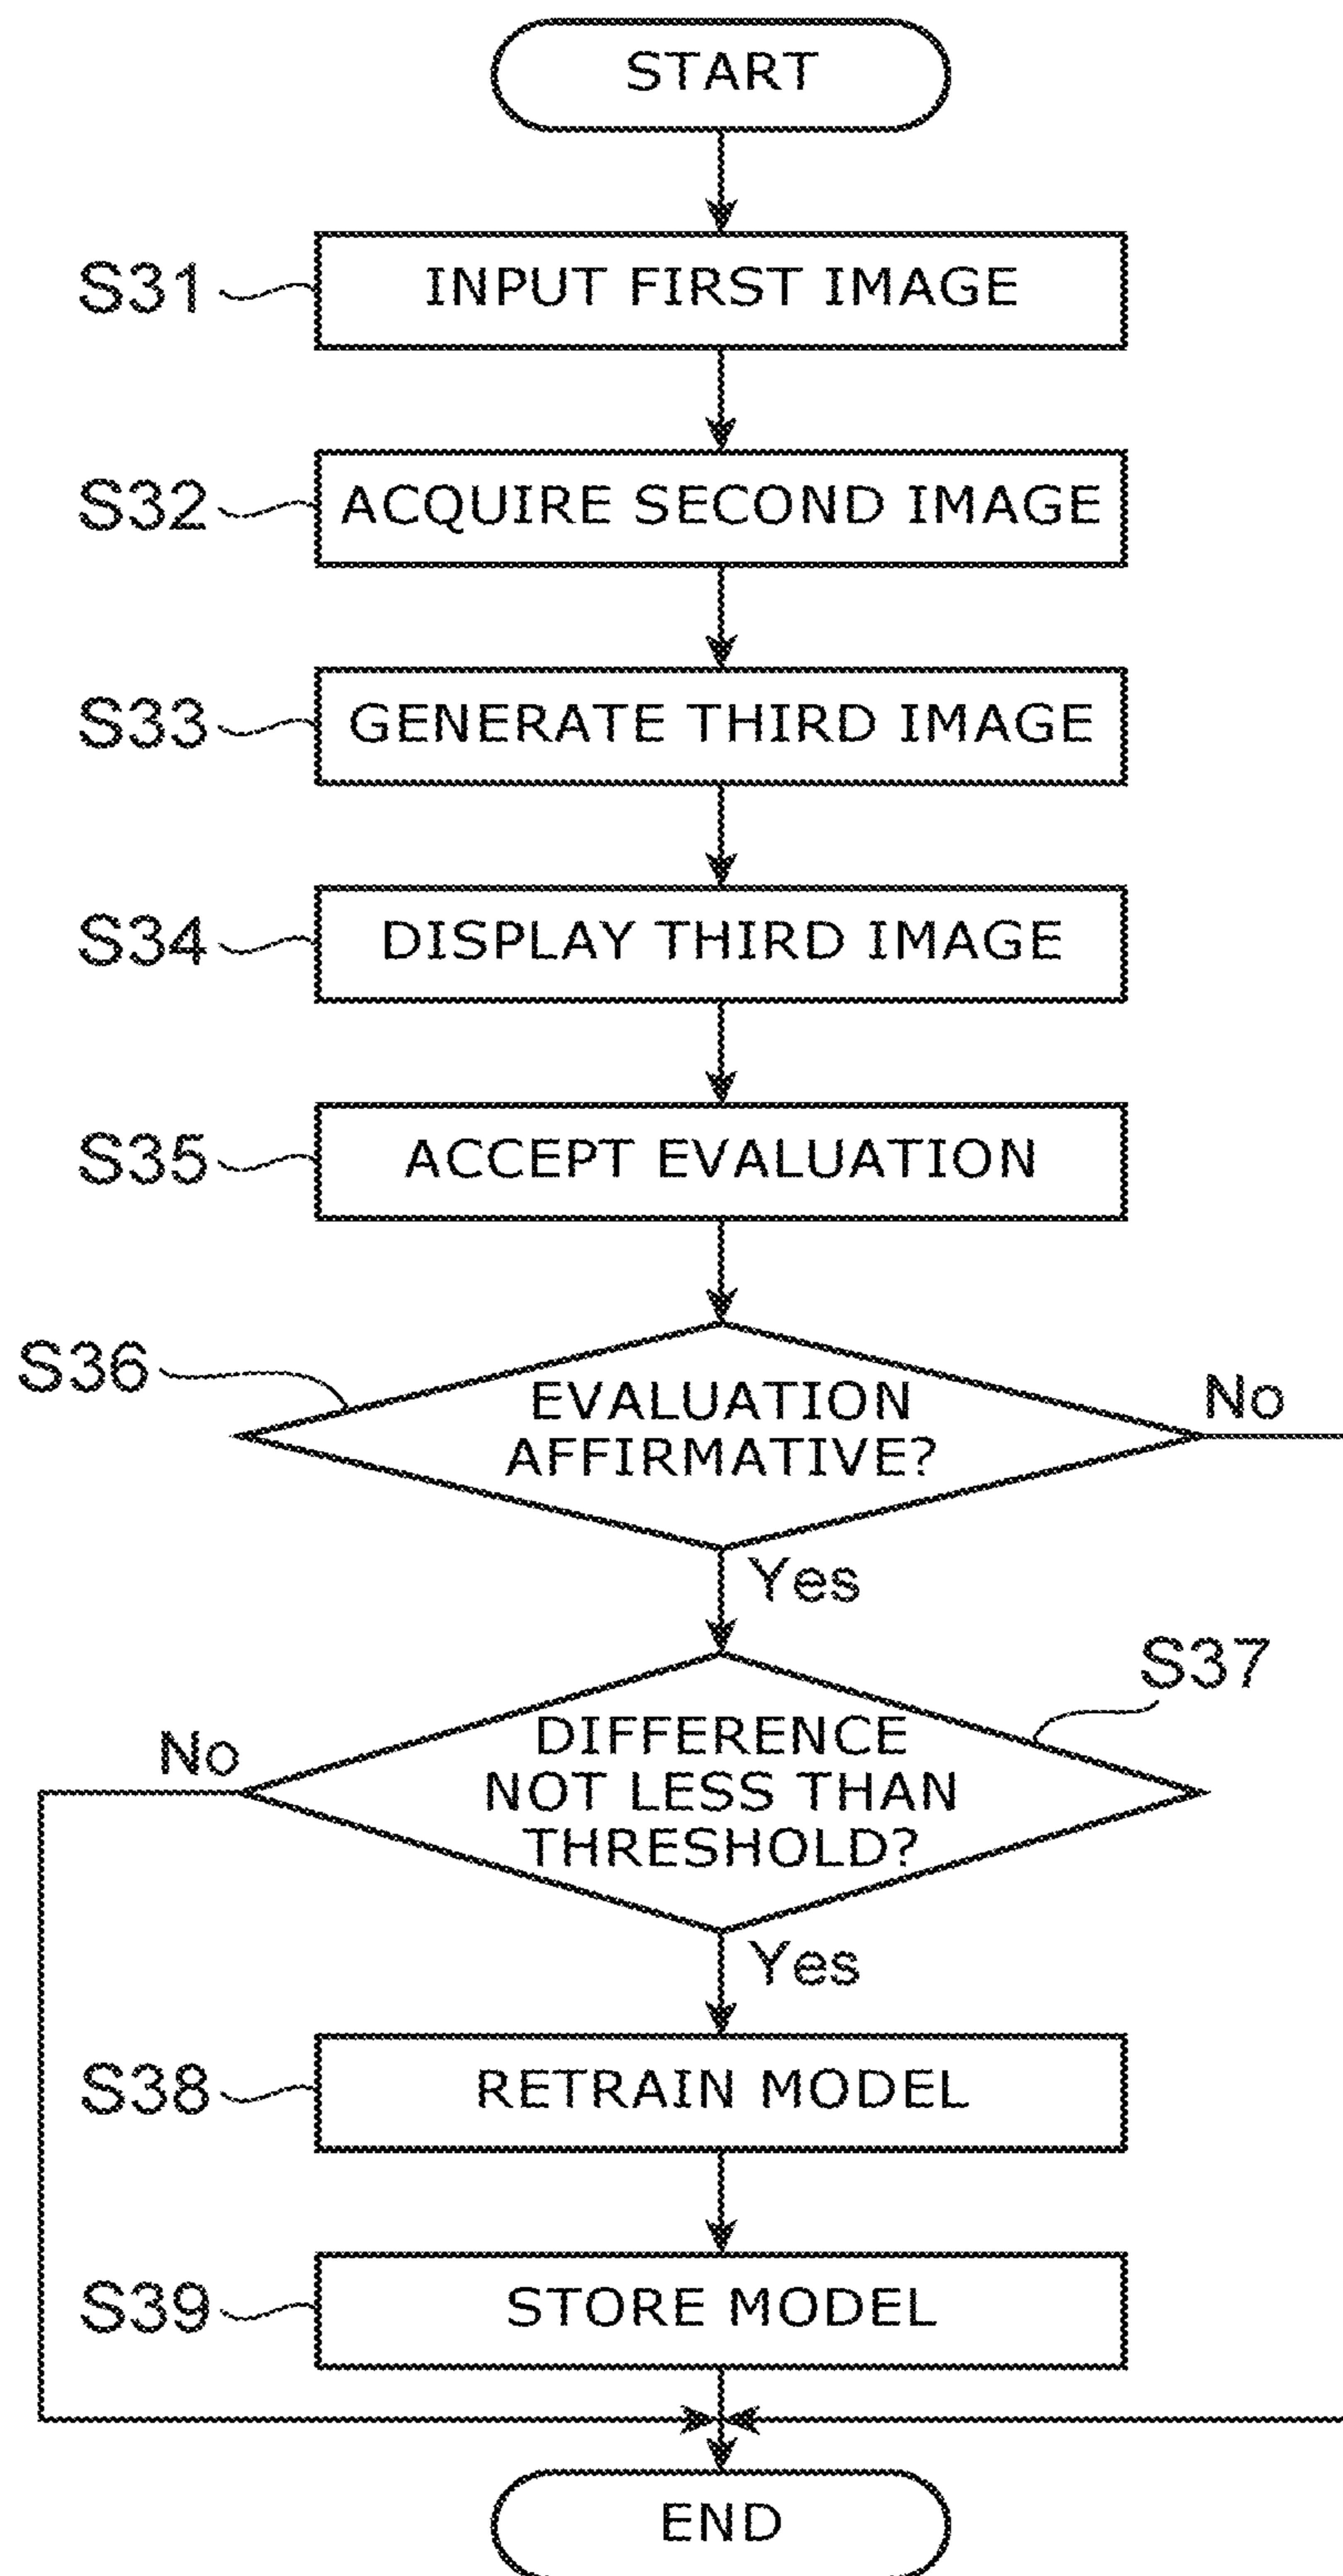 START
S31
INPUT FIRST IMAGE
S32
ACQUIRE SECOND IMAGE
S33
GENERATE THIRD IMAGE
S34
DISPLAY THIRD IMAGE
S35
ACCEPT EVALUATION
S36
EVALUATION
AFFIRMATIVE?
No
Yes
S37
No
DIFFERENCE
NOT LESS THAN
THRESHOLD?
Yes
S38
RETRAIN MODEL
S39
STORE MODEL
END